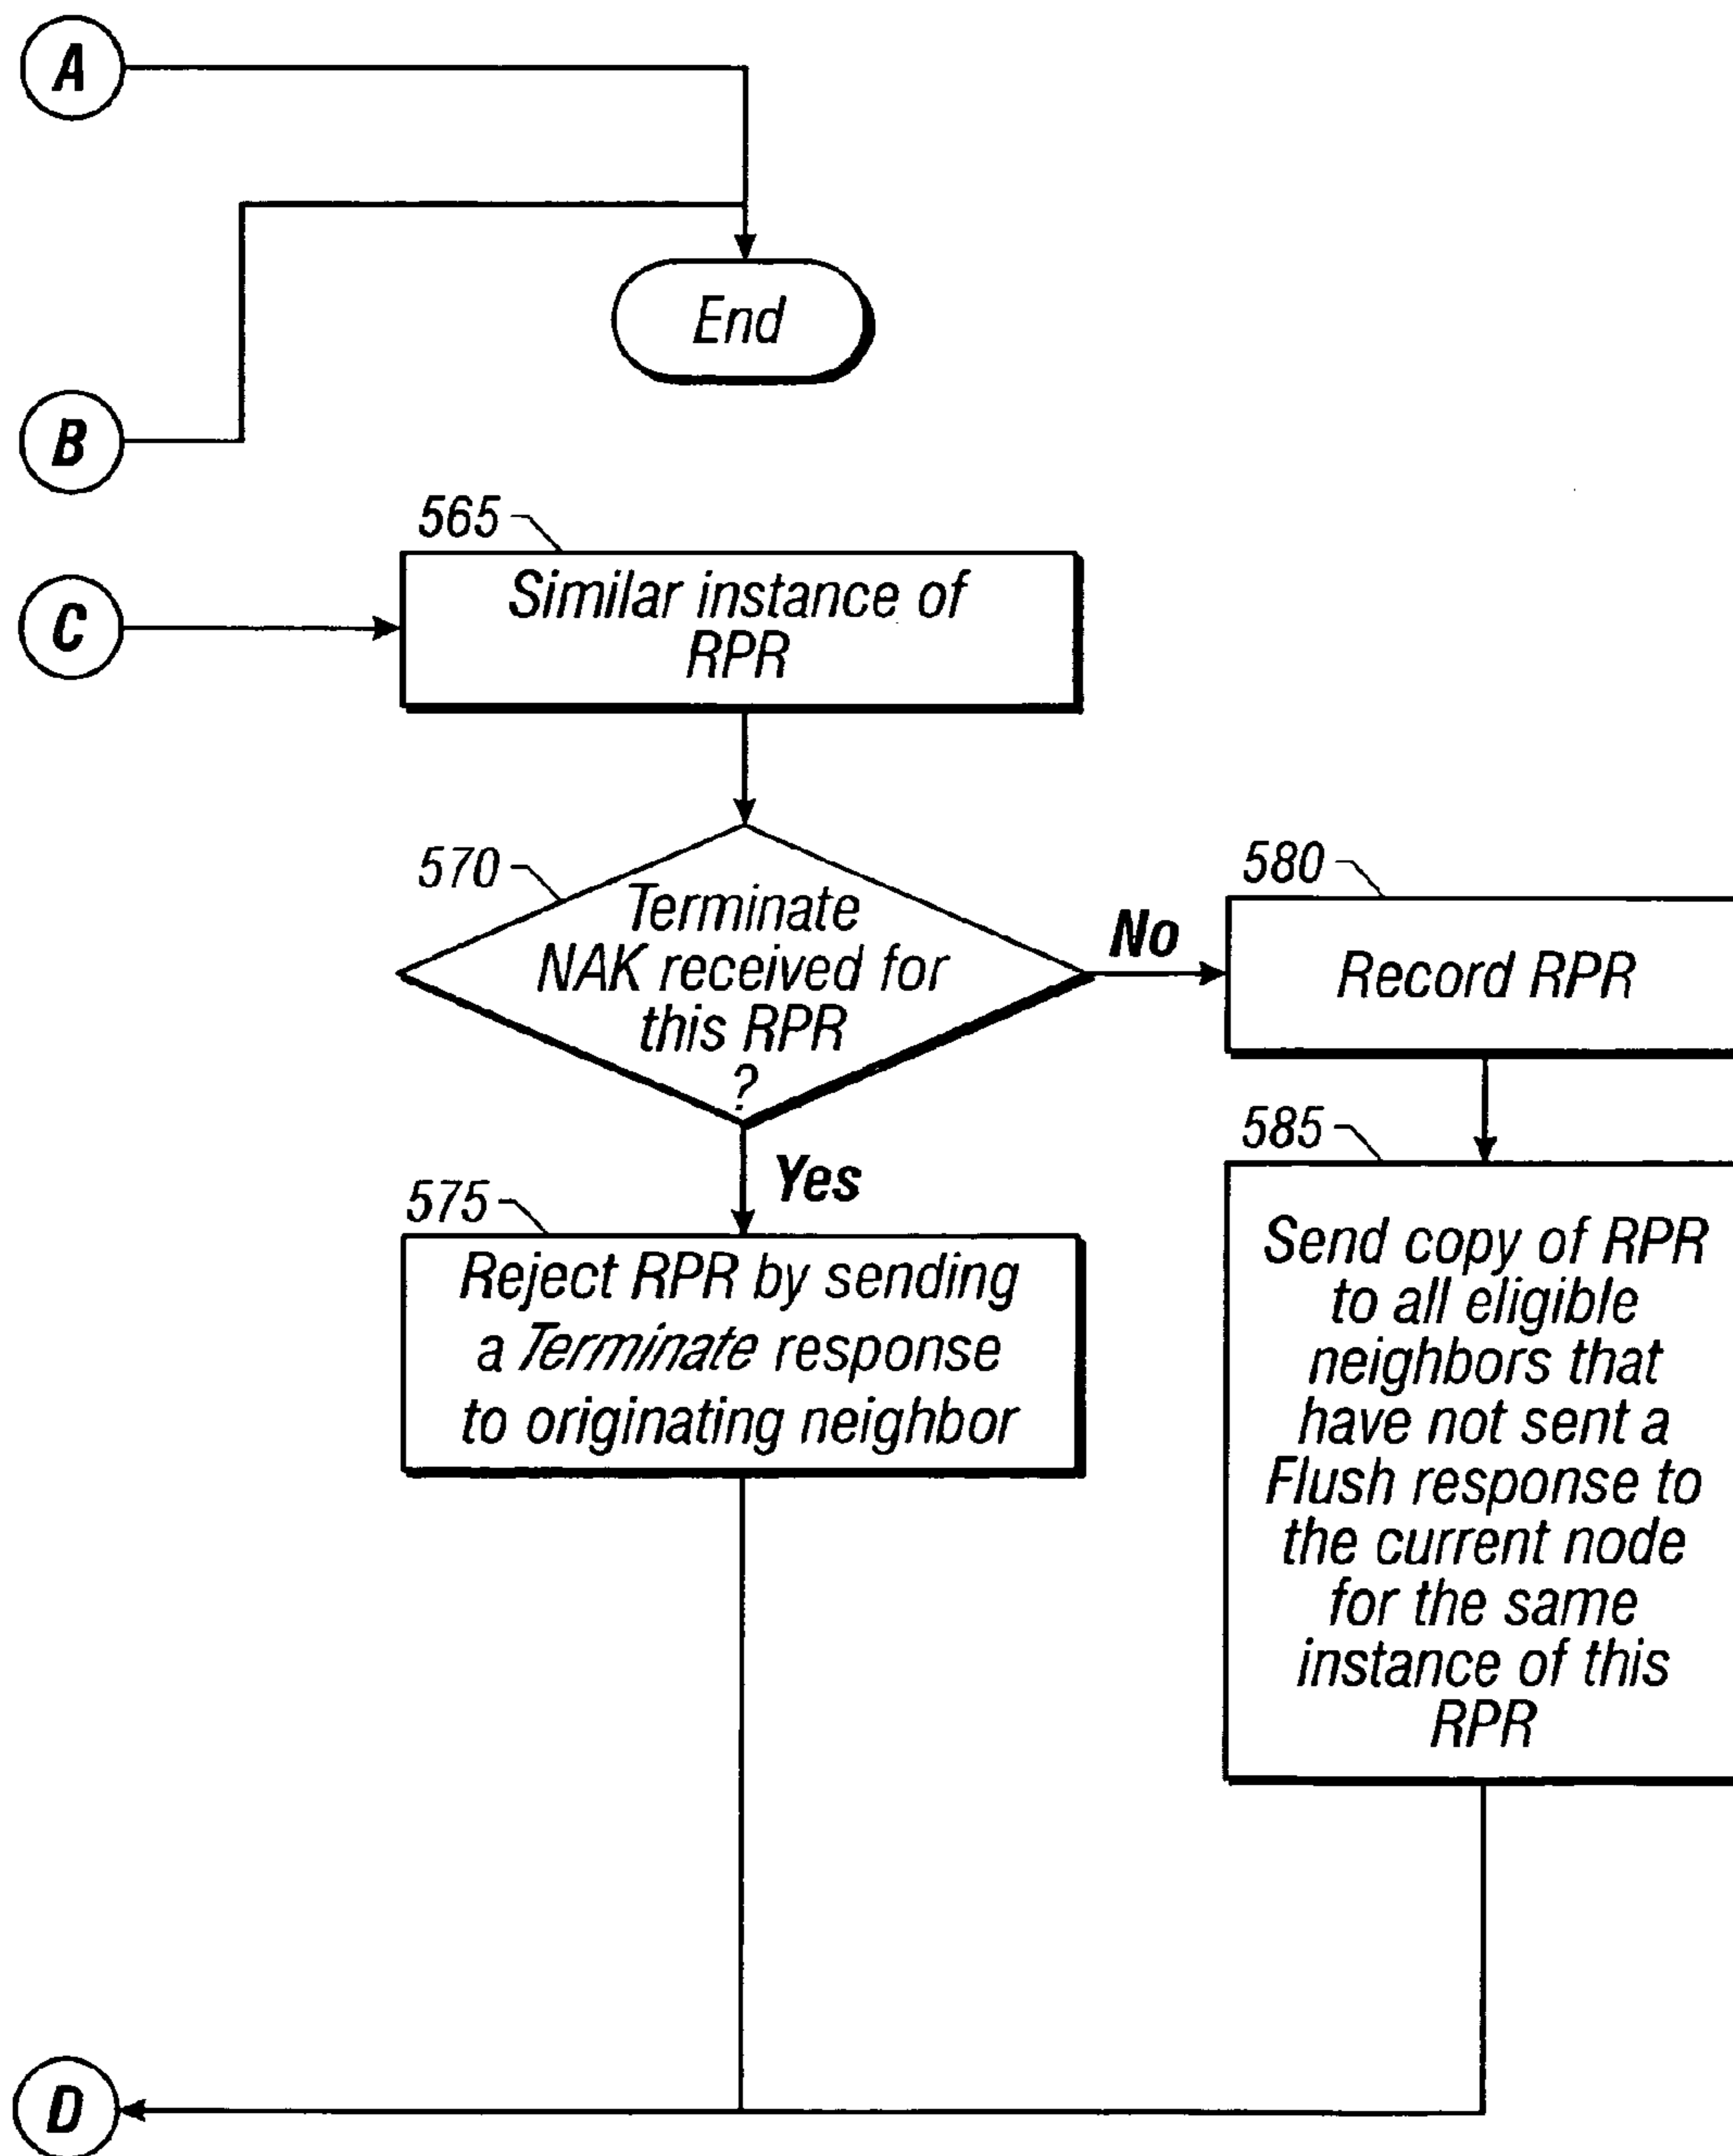 A
End
B
565
C
Similar instance of
RPR
570
Terminate
NAK received for
this RPR
?
No
580
Record RPR
Yes
575
Reject RPR by sending
a Terminate response
to originating neighbor
585
Send copy of RPR
to all eligible
neighbors that
have not sent a
Flush response to
the current node
for the same
instance of this
RPR
D